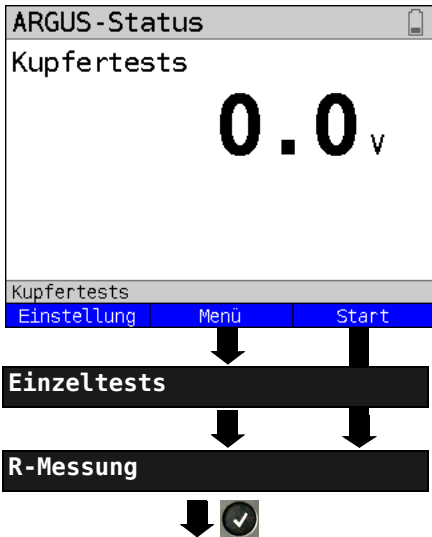 ARGUS-Status
Kupfertests
0.0 V
Kupfertests
Einstellung Menü Start
Einzeltests
R-Messung